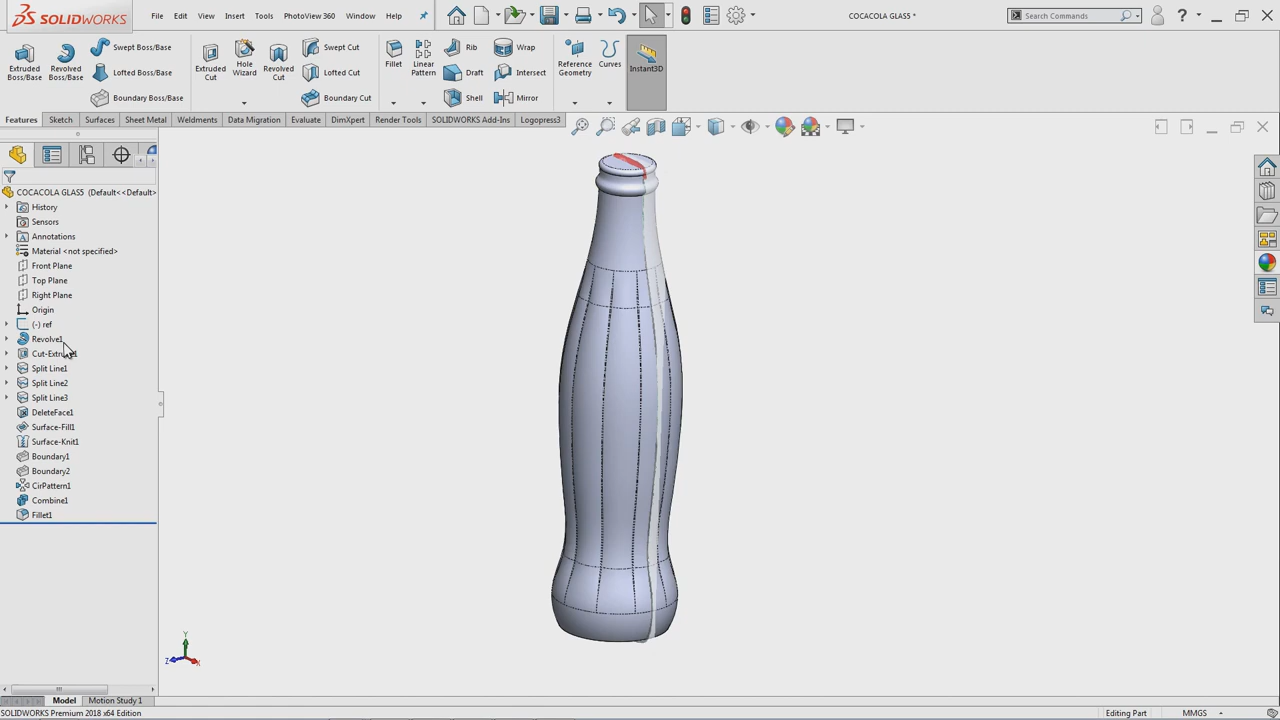 SOLIDWORKS File Edit View Insert Tools PhotoView 360 Window Help COCACOLA GLAS5 * Search Commands ?
Extruded Boss/Base
Revolved Boss/Base
Swept Boss/Base
Lofted Boss/Base
Boundary Boss/Base
Extruded Cut
Hole Wizard
Revolved Cut
Swept Cut
Lofted Cut
Boundary Cut
Fillet
Linear Pattern
Rib
Draft
Shell
Wrap
Intersect
Mirror
Reference Geometry
Curves
Instant3D
Features Sketch Surfaces Sheet Metal Weldments Data Migration Evaluate DimXpert Render Tools SOLIDWORKS Add-Ins Logopress3
COCACOLA GLAS5 (Default<<Default>
History
Sensors
Annotations
Material <not specified>
Front Plane
Top Plane
Right Plane
Origin
(-) ref
Revolve1
Split Line1
Split Line2
Split Line3
DeleteFace1
Surface-Fill1
Surface-Knit1
Boundary1
Boundary2
CirPattern1
Combine1
Fillet1
Y
Z X
Model Motion Study 1
SOLIDWORKS Premium 2018 x64 Edition Editing Part MMGS